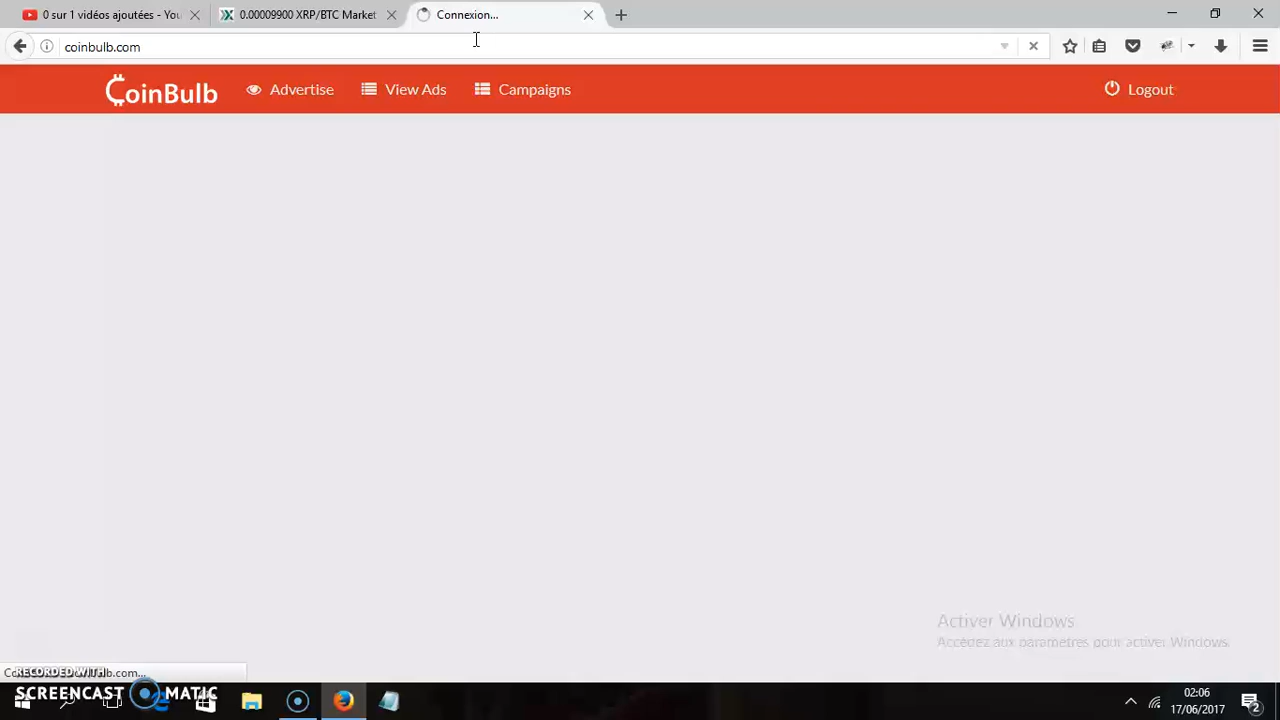 0 sur 1 vidéos ajoutées - You
0.00009900 XRP/BTC Market
Connexion...
coinbulb.com
CoinBulb
Advertise
View Ads
Campaigns
Logout
Activer Windows
Accédez aux paramètres pour activer Windows.
RECORDED WITH
SCREENCAST MATIC
02:06
17/06/2017
2